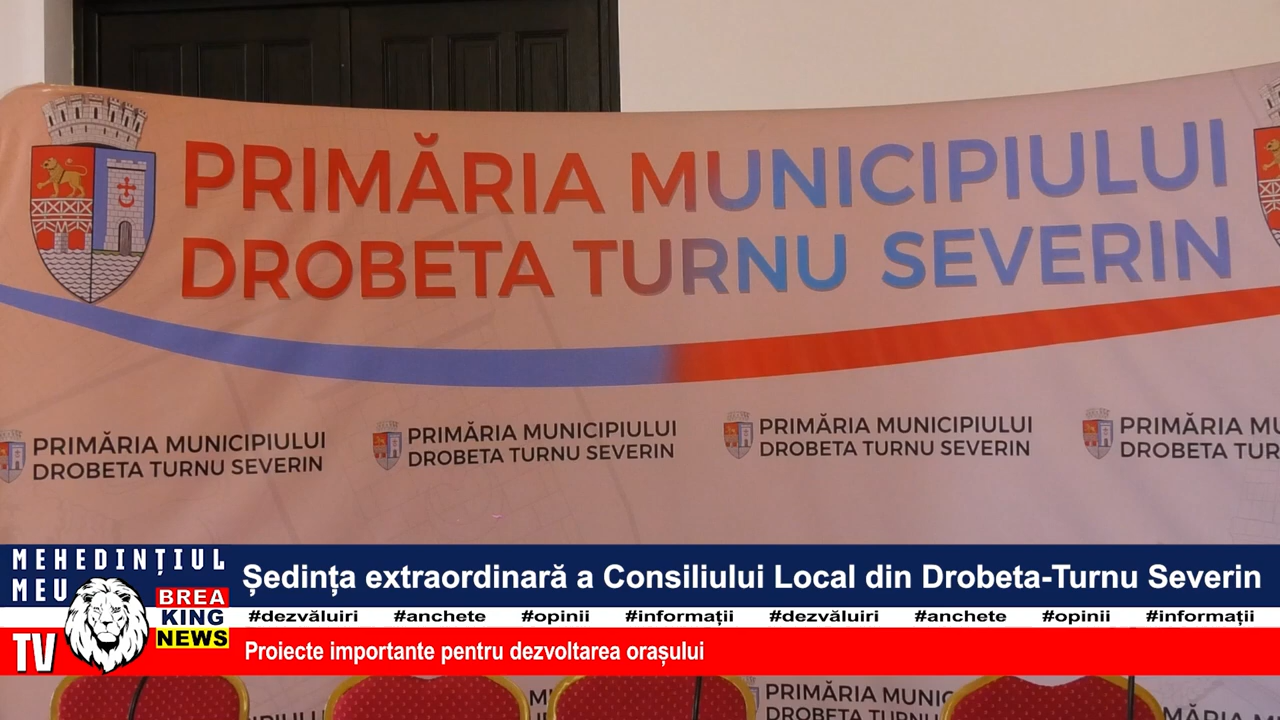 PRIMĂRIA MUNICIPIULUI
DROBETA TURNU SEVERIN
PRIMĂRIA MUNICIPIULUI
DROBETA TURNU SEVERIN
PRIMĂRIA MUNICIPIULUI
DROBETA TURNU SEVERIN
PRIMĂRIA MUNICIPIULUI
DROBETA TURNU SEVERIN
PRIMĂRIA MU
DROBETA TUR
MEHEDINȚIUL
MEU
TV
BREA
KING
NEWS
Ședința extraordinară a Consiliului Local din Drobeta-Turnu Severin
#dezvăluiri #anchete #opinii #informații #dezvăluiri #anchete #opinii #informații
Proiecte importante pentru dezvoltarea orașului
PRIMĂRIA MUNIC
DROBETA TURNU